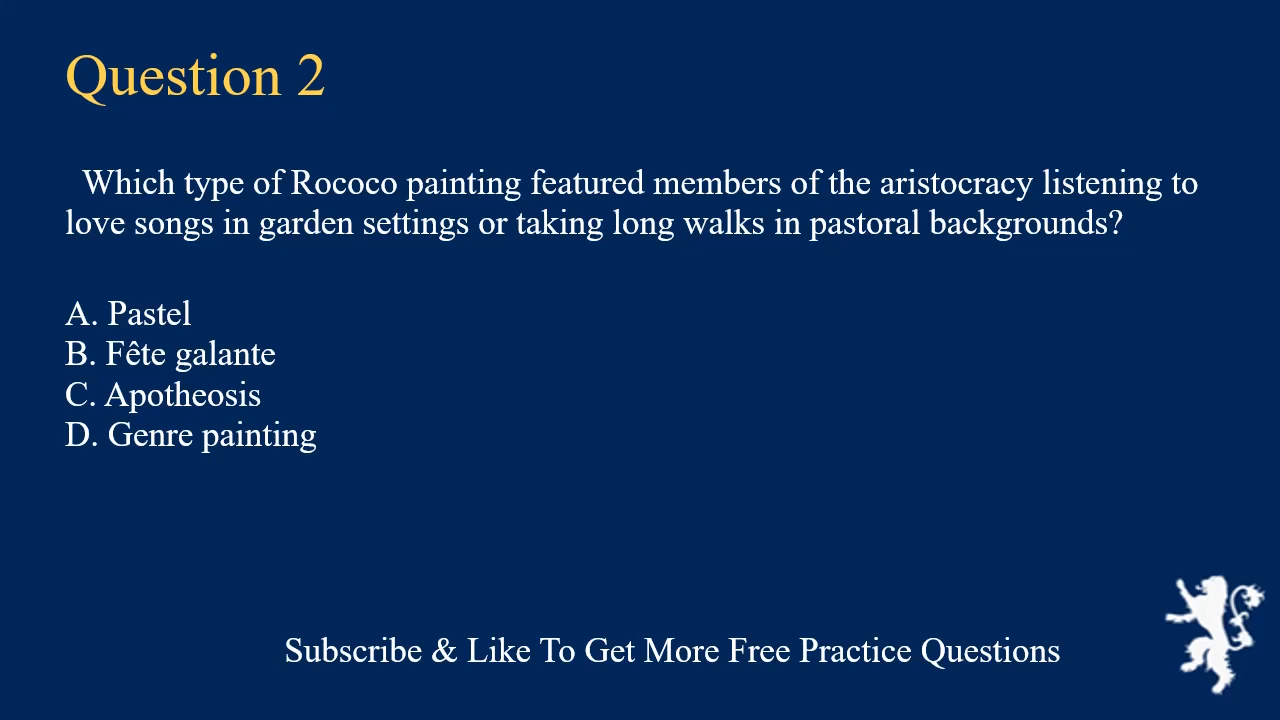 Question 2
Which type of Rococo painting featured members of the aristocracy listening to
love songs in garden settings or taking long walks in pastoral backgrounds?
A. Pastel
B. Fête galante
C. Apotheosis
D. Genre painting
Subscribe & Like To Get More Free Practice Questions